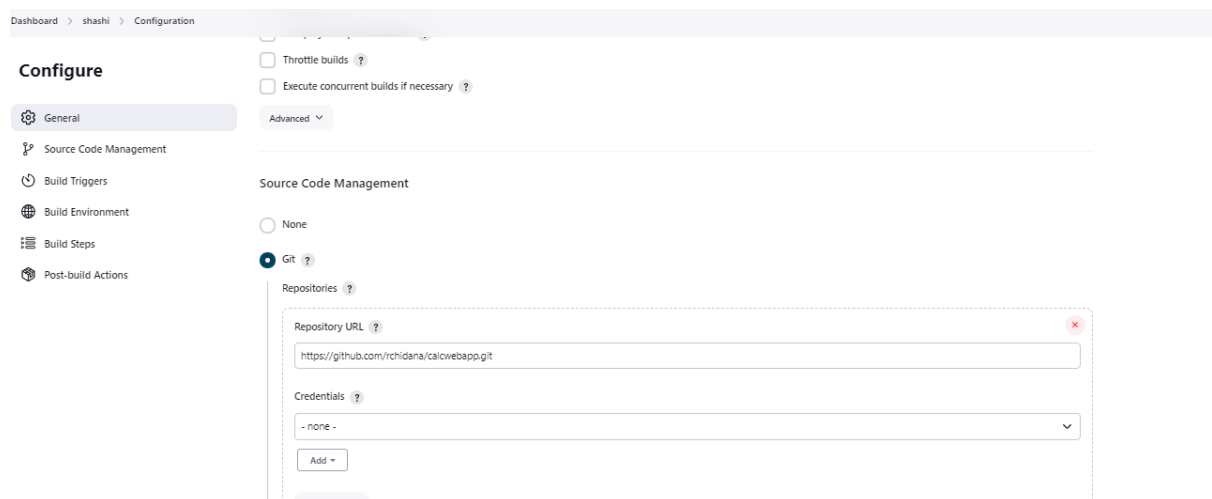 Dashboard > shashi > Configuration
Configure
General
Source Code Management
Build Triggers
Build Environment
Build Steps
Post-build Actions
Throttle builds ?
Execute concurrent builds if necessary ?
Advanced
Source Code Management
None
Git ?
Repositories ?
Repository URL ?
https://github.com/rchidana/calcwebapp.git
Credentials ?
- none -
Add